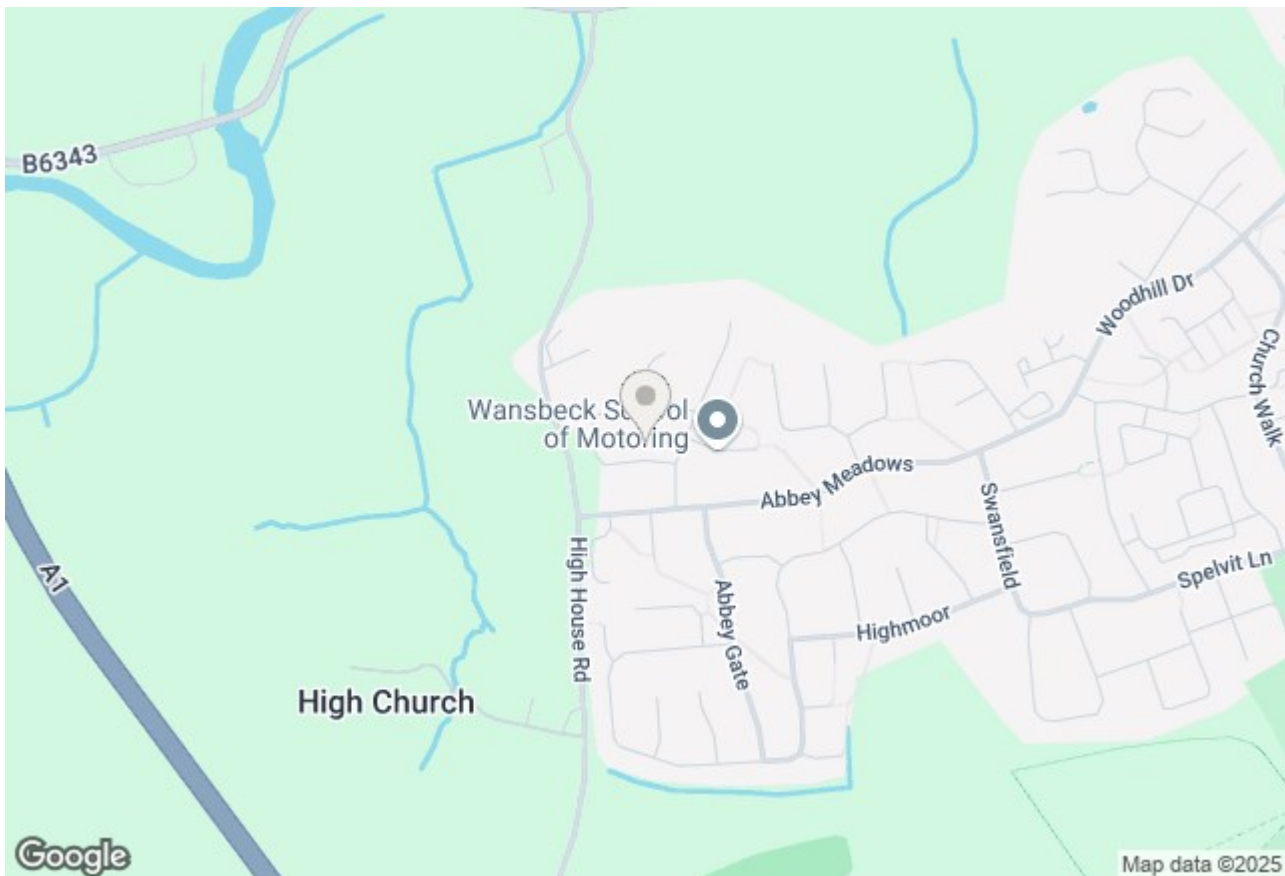 B6343
Woodhill Dr
Church Walk
Wansbeck School
of Motoring
Abbey Meadows
Swansfield
Spelvit Ln
A1
High House Rd
Abbey Gate
Highmoor
High Church
Google
Map data ©2025